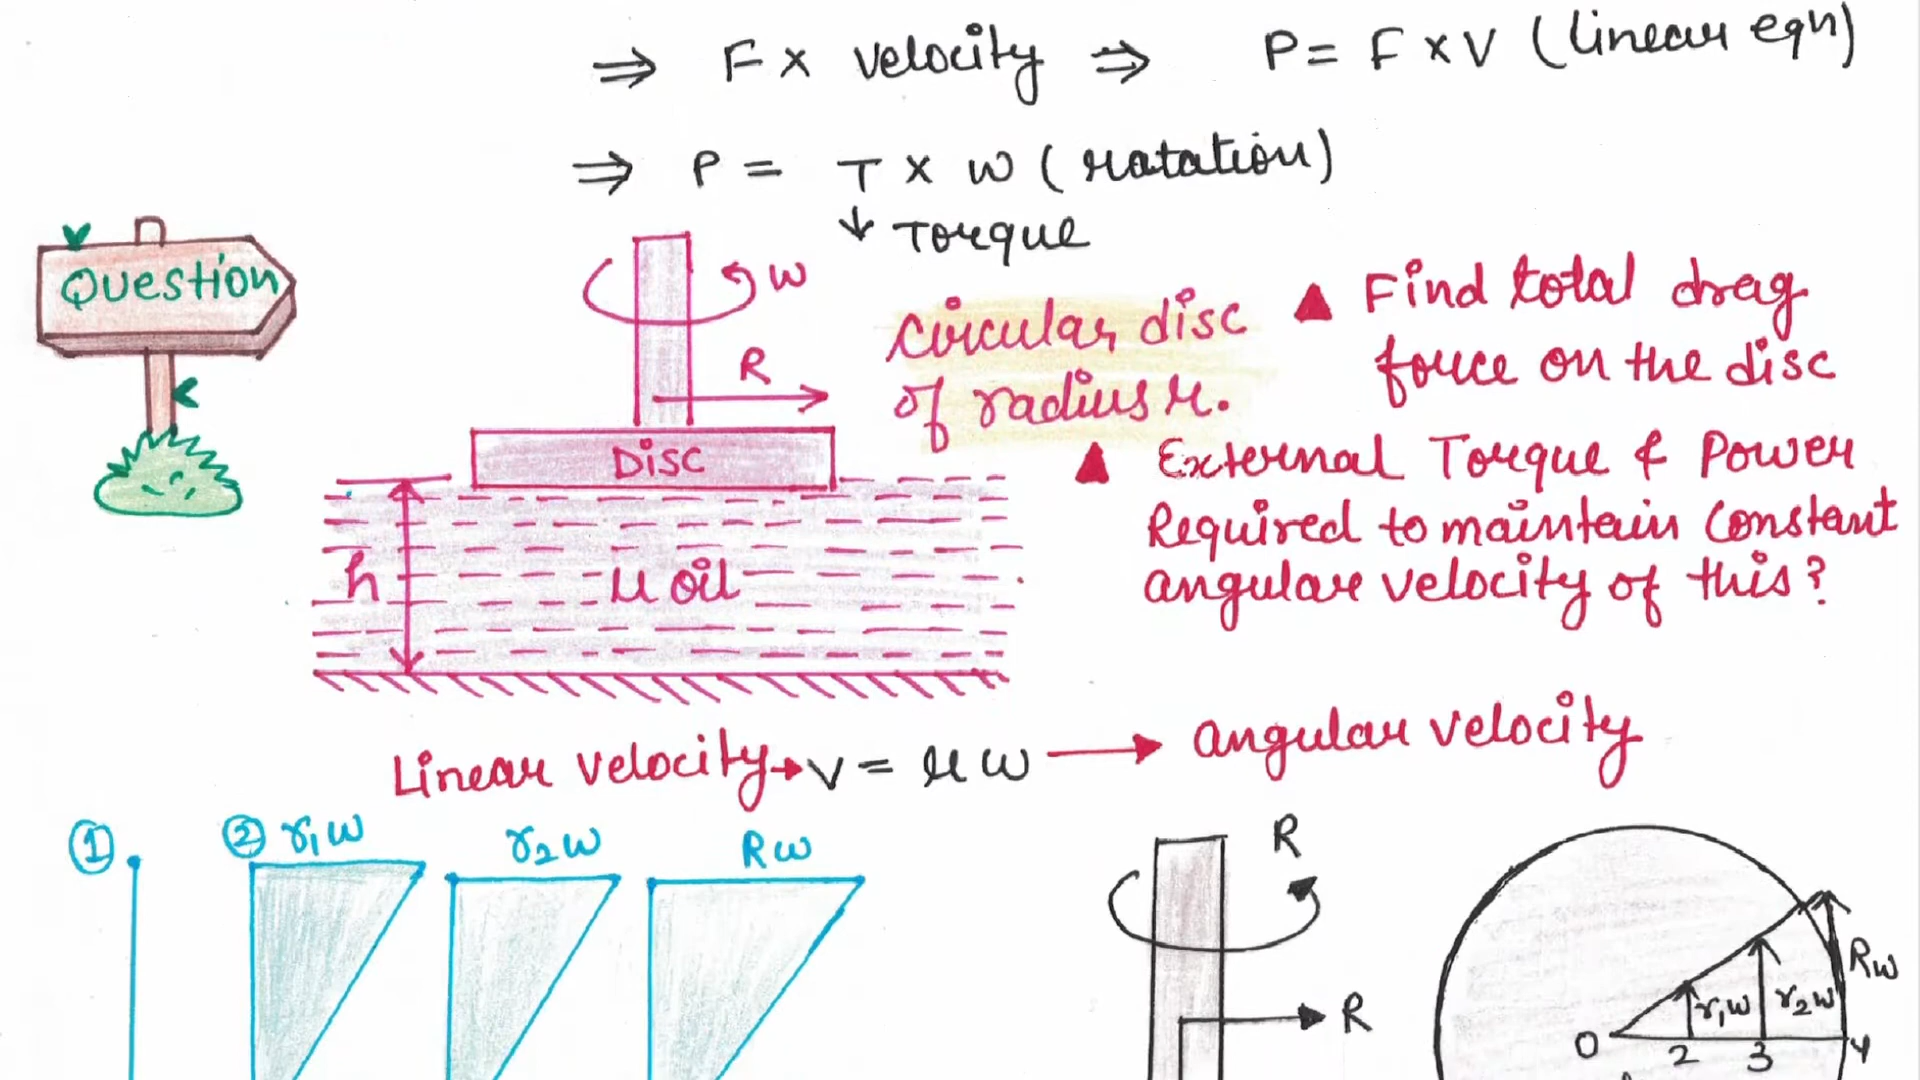 ⇒ F x velocity ⇒ P = F x V (linear eqn)
⇒ P = T x ω (ratation)
↓ Torque
Question
ω
R
circular disc
of radius r.
▲ Find total drag
force on the disc
Disc
▲ External Torque & Power
Required to maintain constant
angular velocity of this?
h
μ oil
Linear velocity → V = rω → angular velocity
① ② r₁ω r₂ω Rω
R
R
Rω
r₁ω r₂ω
0 2 3 4